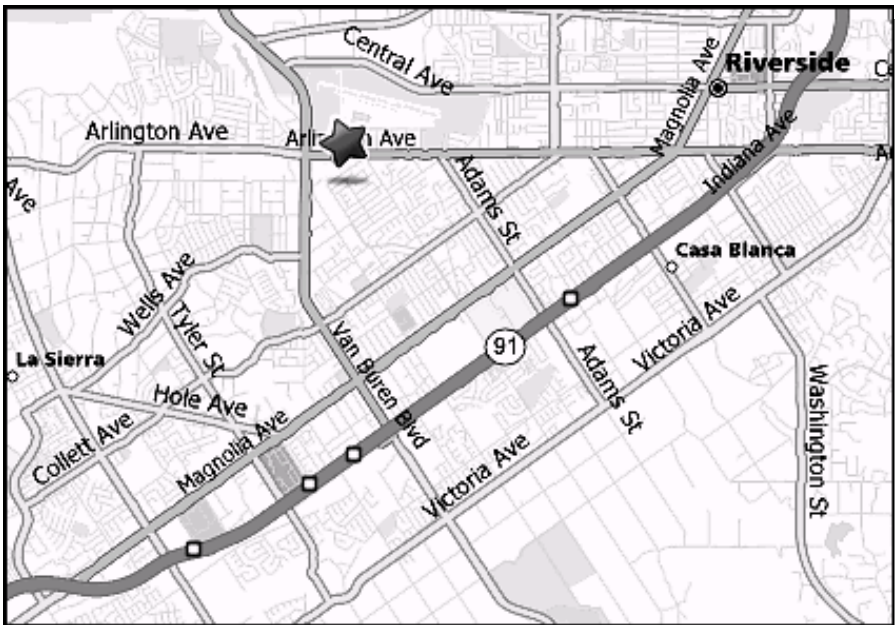 Central Ave
Magnolia Ave
Riverside
Arlington Ave
Ave
Adams St
Indiana Ave
Ave
Casa Blanca
Wells Ave
Tyler St
Van Buren Blvd
91
Victoria Ave
La Sierra
Hole Ave
Adams St
Washington St
Collett Ave
Magnolia Ave
Victoria Ave